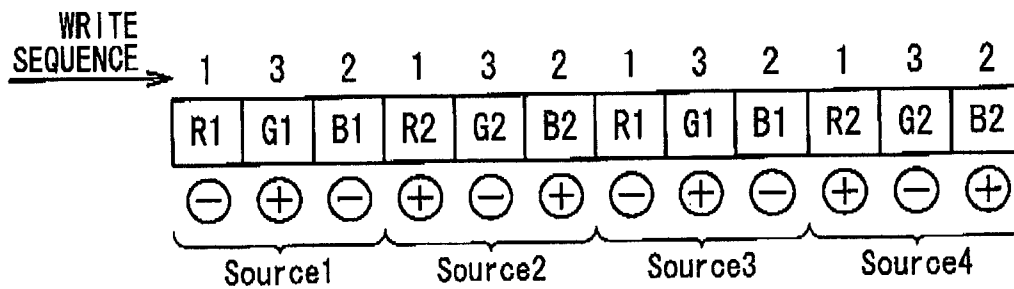 WRITE
SEQUENCE 1 3 2 1 3 2 1 3 2 1 3 2
R1 G1 B1 R2 G2 B2 R1 G1 B1 R2 G2 B2
− + − + − + − + − + − +
Source1 Source2 Source3 Source4